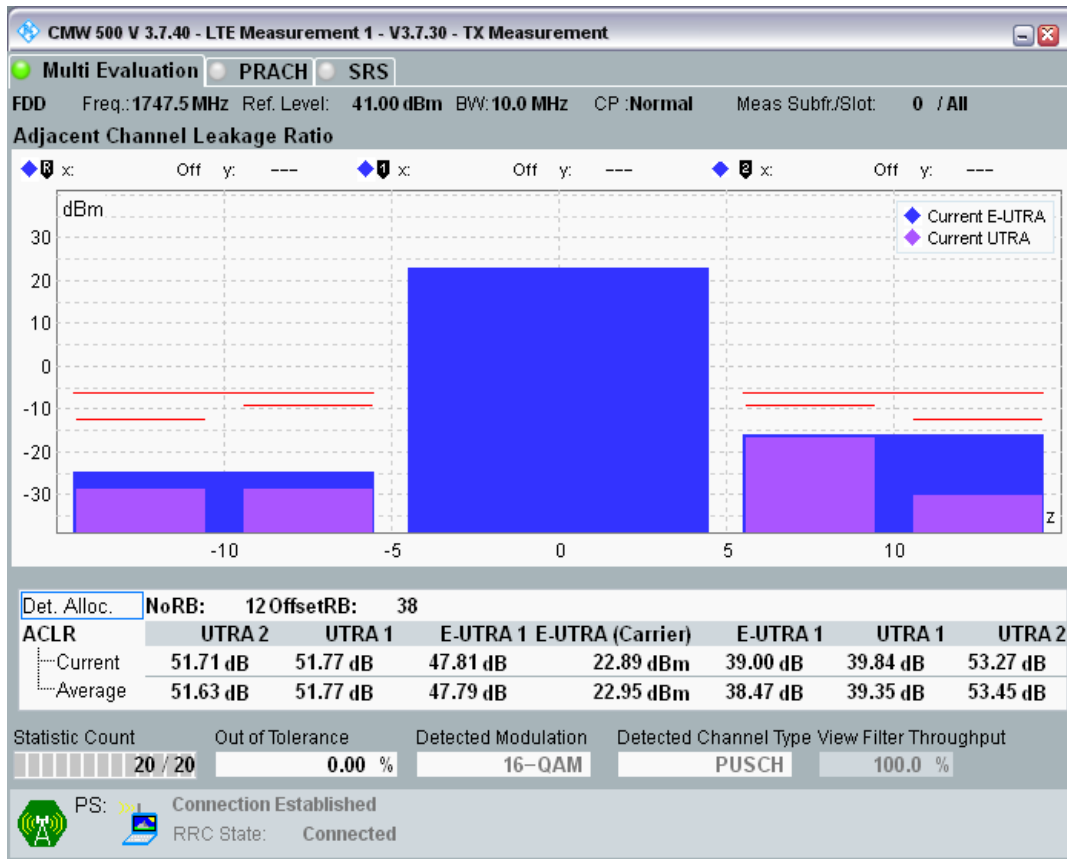 CMW 500 V 3.7.40 - LTE Measurement 1 - V3.7.30 - TX Measurement
Multi Evaluation PRACH SRS
FDD Freq.: 1747.5 MHz Ref. Level: 41.00 dBm BW: 10.0 MHz CP :Normal Meas Subfr./Slot: 0 / All
Adjacent Channel Leakage Ratio
R x: Off y: --- 1 x: Off y: --- 2 x: Off y: ---
dBm
Current E-UTRA
Current UTRA
30
20
10
0
-10
-20
-30
z
-10 -5 0 5 10
Det. Alloc. NoRB: 12 OffsetRB: 38
ACLR UTRA 2 UTRA 1 E-UTRA 1 E-UTRA (Carrier) E-UTRA 1 UTRA 1 UTRA 2
Current 51.71 dB 51.77 dB 47.81 dB 22.89 dBm 39.00 dB 39.84 dB 53.27 dB
Average 51.63 dB 51.77 dB 47.79 dB 22.95 dBm 38.47 dB 39.35 dB 53.45 dB
Statistic Count Out of Tolerance Detected Modulation Detected Channel Type View Filter Throughput
20 / 20 0.00 % 16-QAM PUSCH 100.0 %
PS: Connection Established
RRC State: Connected